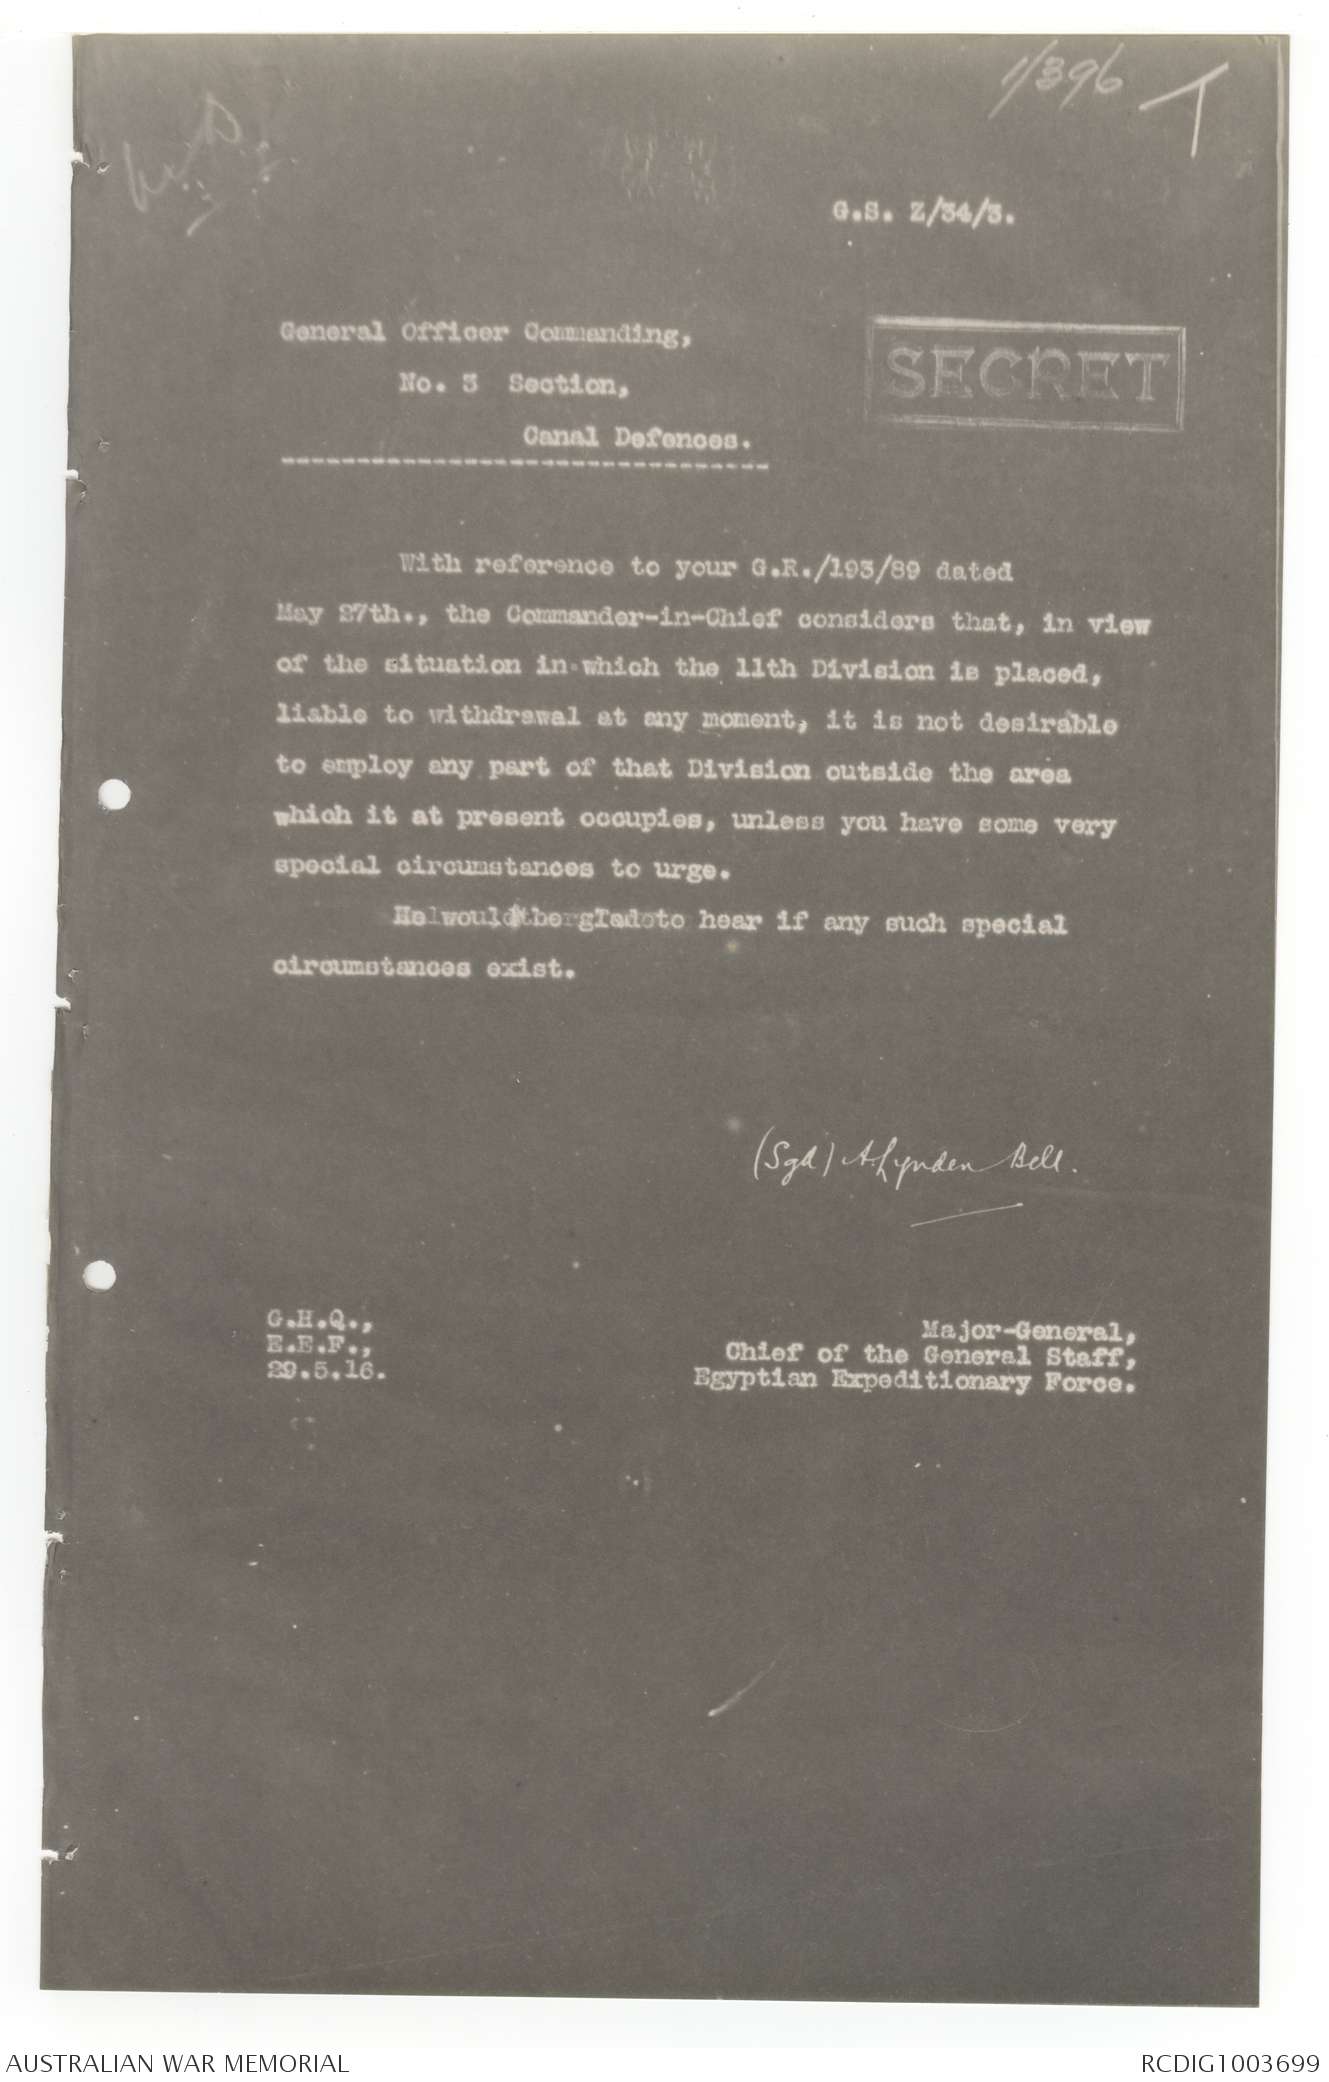 1/396 T
G.S. Z/34/3.
General Officer Commanding,
SECRET
No. 3 Section,
Canal Defences.
--------------------------------
With reference to your G.R./193/89 dated
May 27th., the Commander-in-Chief considers that, in view
of the situation in which the 11th Division is placed,
liable to withdrawal at any moment, it is not desirable
to employ any part of that Division outside the area
which it at present occupies, unless you have some very
special circumstances to urge.
He would be glad to hear if any such special
circumstances exist.
(Sgd) A. Lynden Bell.
G.H.Q.,
E.E.F.,
29.5.16.
Major-General,
Chief of the General Staff,
Egyptian Expeditionary Force.
AUSTRALIAN WAR MEMORIAL
RCDIG1003699